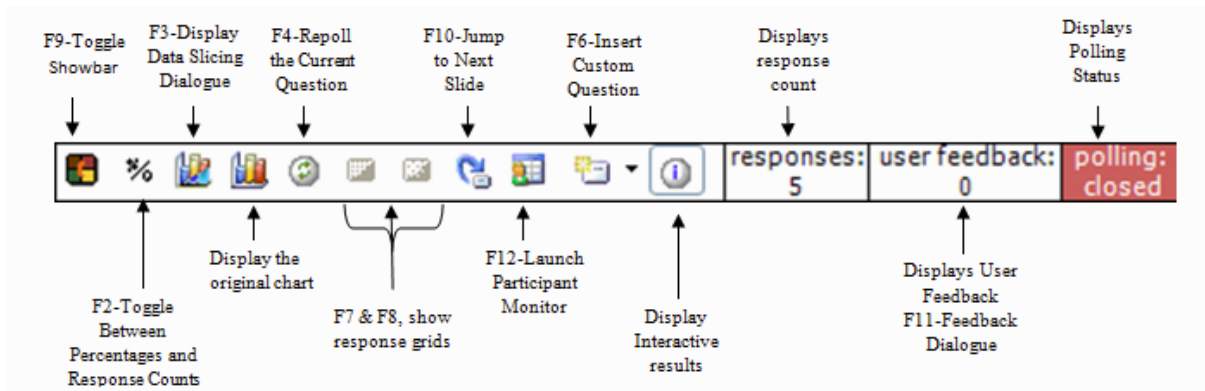 F9-Toggle
Showbar
F3-Display
Data Slicing
Dialogue
F4-Repoll
the Current
Question
F10-Jump
to Next
Slide
F6-Insert
Custom
Question
Displays
response
count
Displays
Polling
Status
*/%
responses:
5
user feedback:
0
polling:
closed
F2-Toggle
Between
Percentages and
Response Counts
Display the
original chart
F7 & F8, show
response grids
F12-Launch
Participant
Monitor
Display
Interactive
results
Displays User
Feedback
F11-Feedback
Dialogue